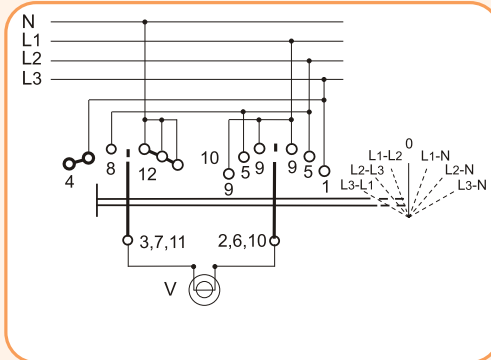 N
L1
L2
L3
4
8
12
10
9
5
9
9
5
1
0
L1-L2
L1-N
L2-L3
L2-N
L3-L1
L3-N
3,7,11
2,6,10
V